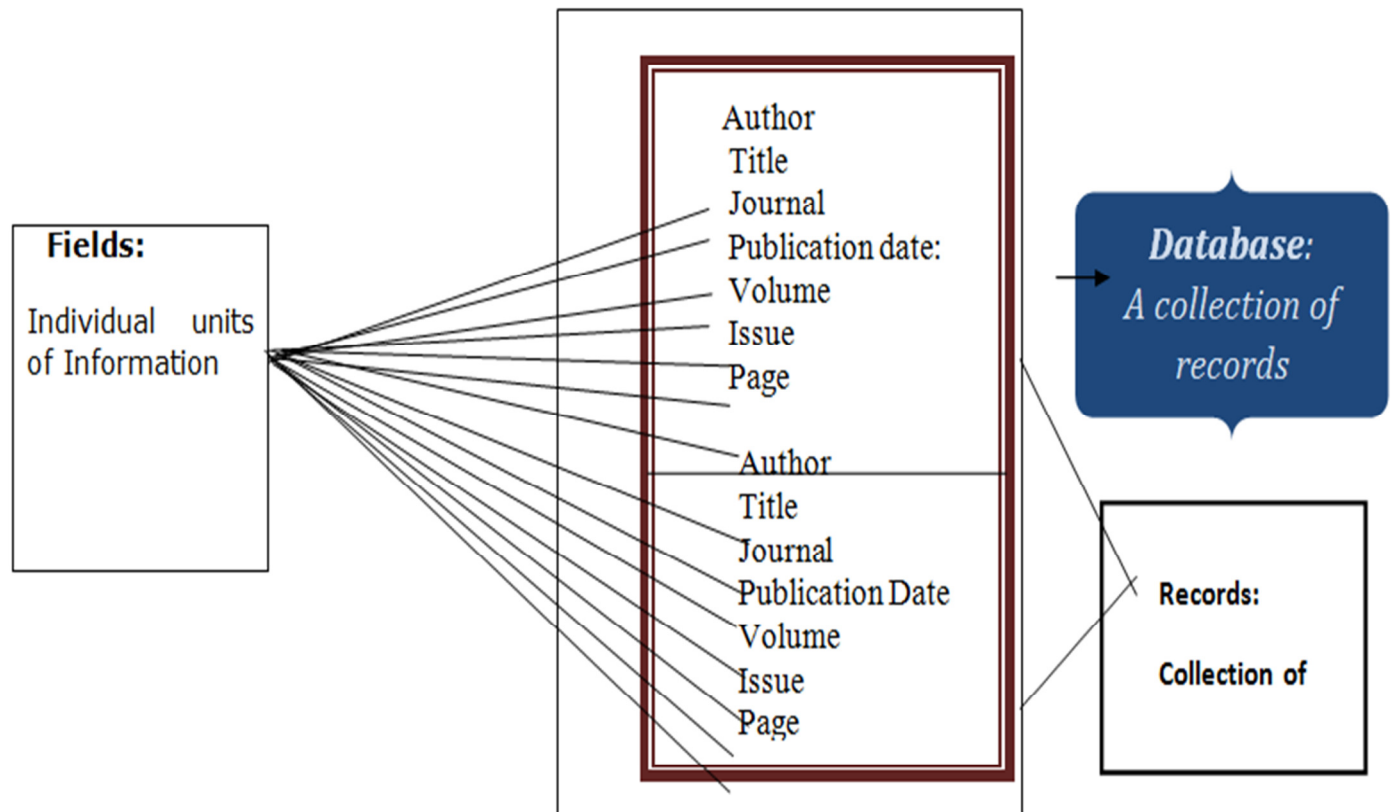 Fields:
Individual units
of Information
Author
Title
Journal
Publication date:
Volume
Issue
Page
Author
Title
Journal
Publication Date
Volume
Issue
Page
Database:
A collection of
records
Records:
Collection of